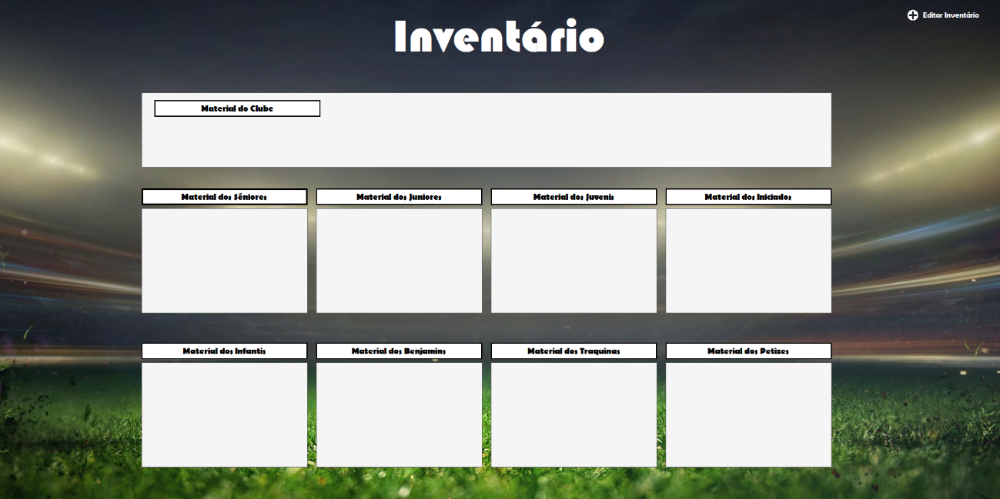 Editar Inventário
Inventário
Material do Clube
Material dos Séniores
Material dos Juniores
Material dos Juvenis
Material dos Iniciados
Material dos Infantis
Material dos Benjamins
Material dos Traquinas
Material dos Petizes